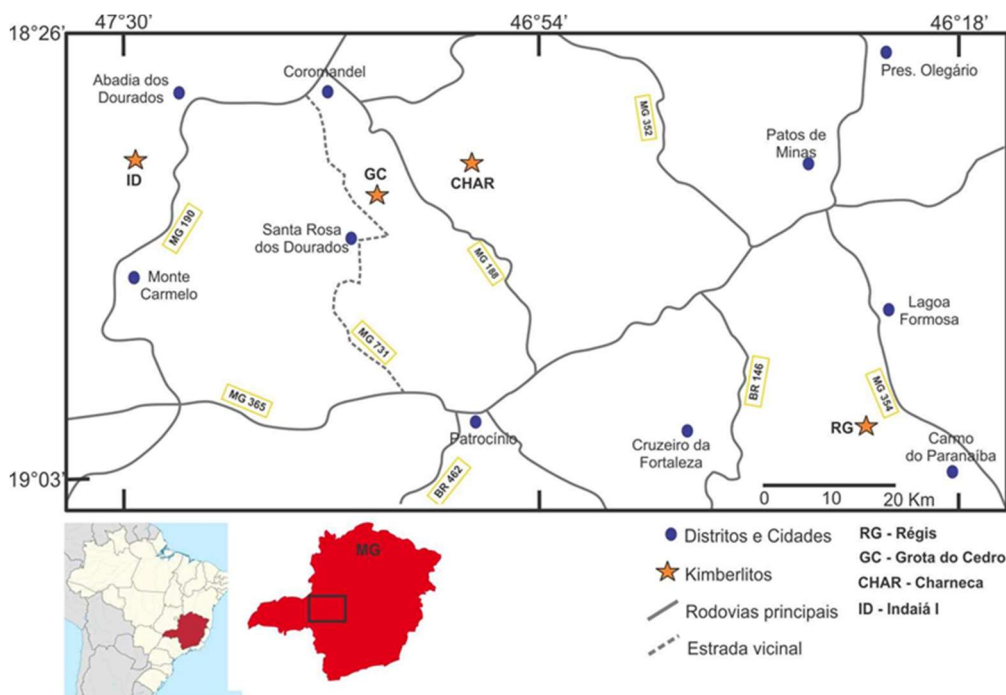 47°30' 46°54' 46°18'
18°26'
Abadia dos
Dourados
Coromandel
Pres. Olegário
MG 352
Patos de
Minas
ID
GC
CHAR
MG 190
Santa Rosa
dos Dourados
MG 188
Monte
Carmelo
Lagoa
Formosa
MG 731
MG 365
BR 146
MG 354
RG
Patrocínio
Cruzeiro da
Fortaleza
Carmo
do Paranaíba
19°03'
BR 462
0 10 20 Km
MG
Distritos e Cidades
Kimberlitos
Rodovias principais
Estrada vicinal
RG - Régis
GC - Grota do Cedro
CHAR - Charneca
ID - Indaiá I